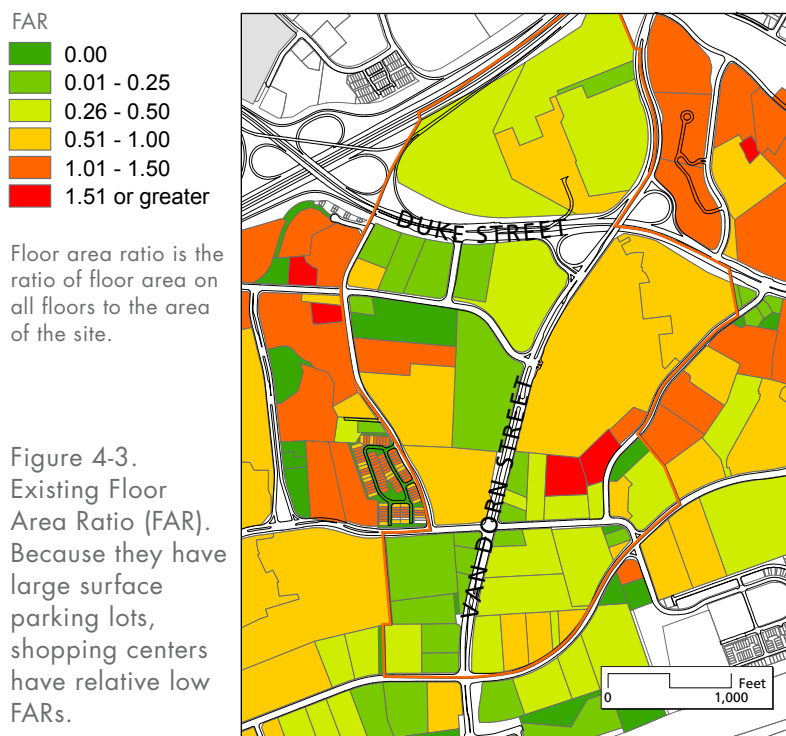 FAR
0.00
0.01 - 0.25
0.26 - 0.50
0.51 - 1.00
1.01 - 1.50
1.51 or greater
Floor area ratio is the
ratio of floor area on
all floors to the area
of the site.
Figure 4-3.
Existing Floor
Area Ratio (FAR).
Because they have
large surface
parking lots,
shopping centers
have relative low
FARs.
DUKE STREET
VAN DORN STREET
Feet
0
1,000